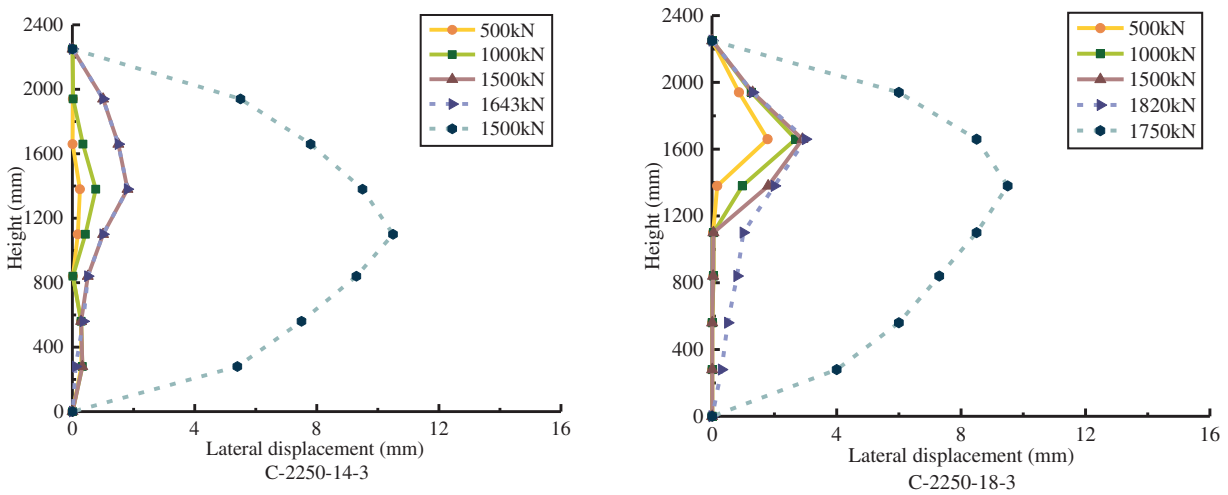 2400
2000
1600
1200
800
400
0
Height (mm)
500kN
1000kN
1500kN
1643kN
1500kN
0
4
8
12
16
Lateral displacement (mm)
C-2250-14-3
2400
2000
1600
1200
800
400
0
Height (mm)
500kN
1000kN
1500kN
1820kN
1750kN
0
4
8
12
16
Lateral displacement (mm)
C-2250-18-3